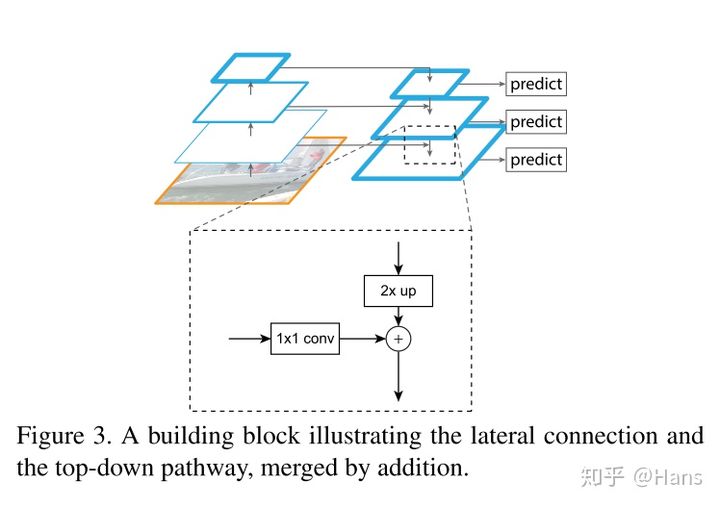 predict
predict
predict
2x up
1x1 conv
+
Figure 3. A building block illustrating the lateral connection and
the top-down pathway, merged by addition.
知乎 @Hans